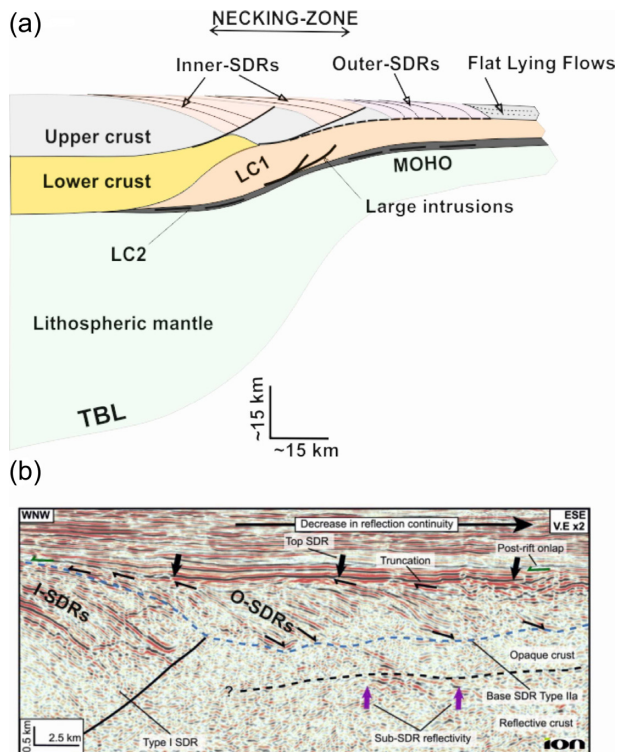 (a)
NECKING-ZONE
Inner-SDRs
Outer-SDRs
Flat Lying Flows
Upper crust
Lower crust
LC1
MOHO
Large intrusions
LC2
Lithospheric mantle
TBL
~15 km
~15 km
(b)
WNW
ESE
V.E x2
Decrease in reflection continuity
Top SDR
Truncation
Post-rift onlap
I-SDRs
O-SDRs
Opaque crust
?
Base SDR Type IIa
0.5 km
2.5 km
Type I SDR
Sub-SDR reflectivity
Reflective crust
ion